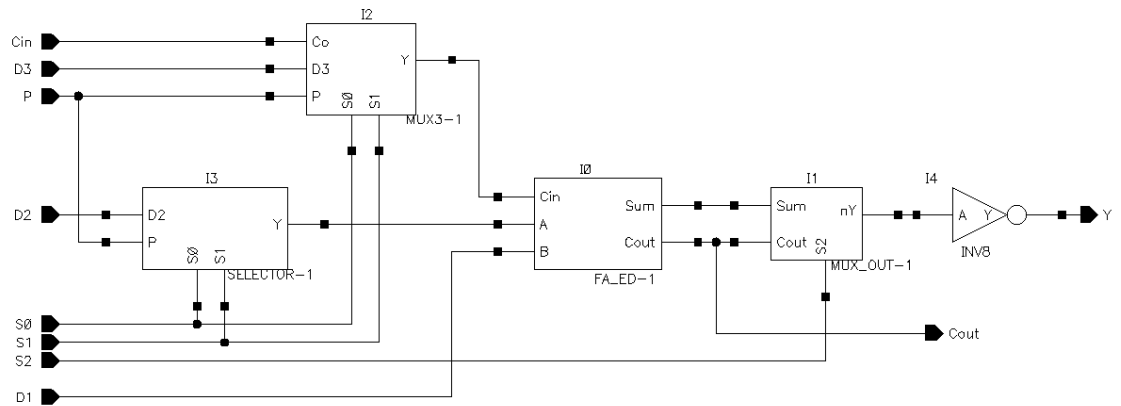 I2
Cin
Co
D3
D3
Y
P
P
S0
S1
MUX3-1
I3
I0
I1
I4
D2
D2
Y
P
S0
S1
SELECTOR-1
Cin
Sum
A
Cout
B
FA_ED-1
Sum
nY
Cout
S2
MUX_OUT-1
A
Y
INV8
Y
S0
S1
S2
Cout
D1